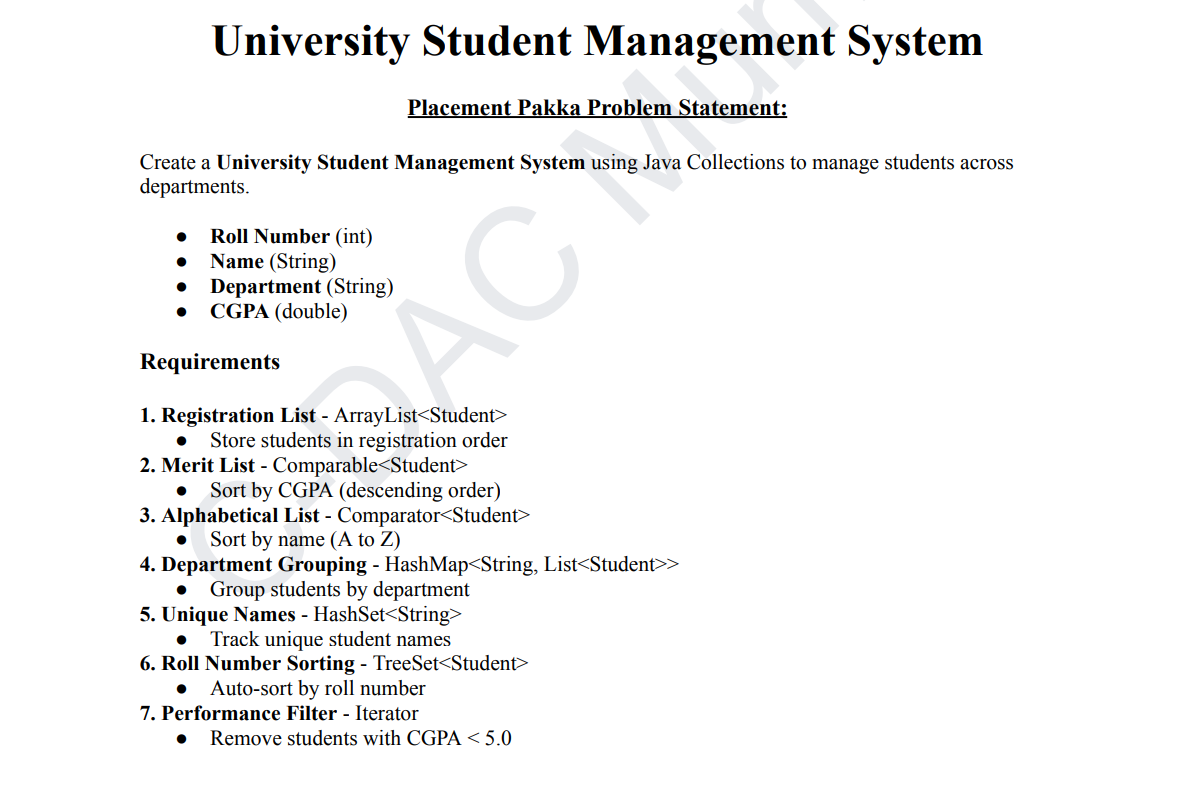 University Student Management System
Placement Pakka Problem Statement:
Create a University Student Management System using Java Collections to manage students across
departments.
● Roll Number (int)
● Name (String)
● Department (String)
● CGPA (double)
Requirements
1. Registration List - ArrayList<Student>
● Store students in registration order
2. Merit List - Comparable<Student>
● Sort by CGPA (descending order)
3. Alphabetical List - Comparator<Student>
● Sort by name (A to Z)
4. Department Grouping - HashMap<String, List<Student>>
● Group students by department
5. Unique Names - HashSet<String>
● Track unique student names
6. Roll Number Sorting - TreeSet<Student>
● Auto-sort by roll number
7. Performance Filter - Iterator
● Remove students with CGPA < 5.0
C-DAC